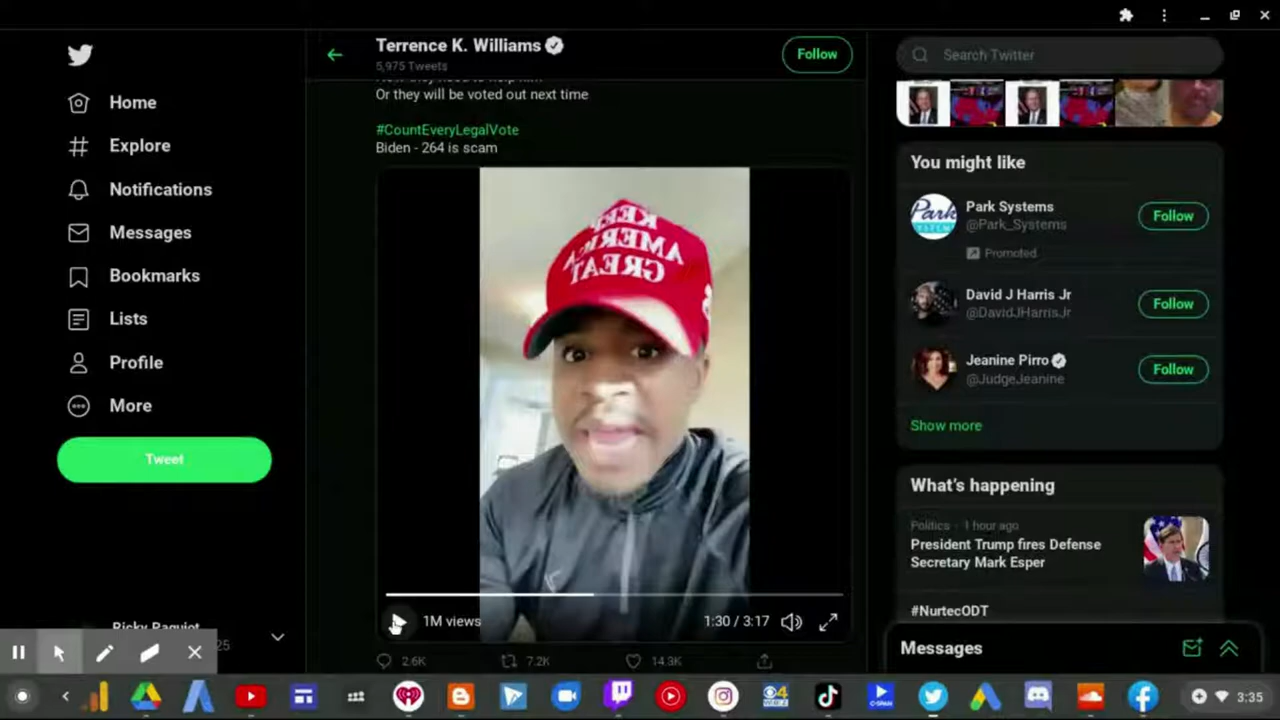 Terrence K. Williams
5,975 Tweets
Follow
Search Twitter
Home
Explore
Notifications
Messages
Bookmarks
Lists
Profile
More
Tweet
Or they will be voted out next time
#CountEveryLegalVote
Biden - 264 is scam
KEEP
AMERICA
GREAT
1M views
1:30 / 3:17
2.6K
7.2K
14.3K
You might like
Park Systems
@Park_Systems
Promoted
Follow
David J Harris Jr
@DavidJHarrisJr
Follow
Jeanine Pirro
@JudgeJeanine
Follow
Show more
What's happening
Politics · 1 hour ago
President Trump fires Defense
Secretary Mark Esper
#NurtecODT
Messages
25
3:35